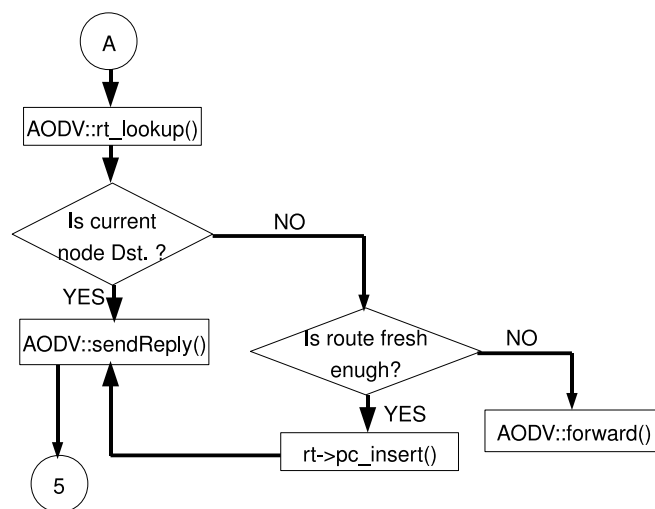 A
AODV::rt_lookup()
Is current
node Dst. ?
NO
YES
AODV::sendReply()
Is route fresh
enugh?
NO
YES
AODV::forward()
rt->pc_insert()
5